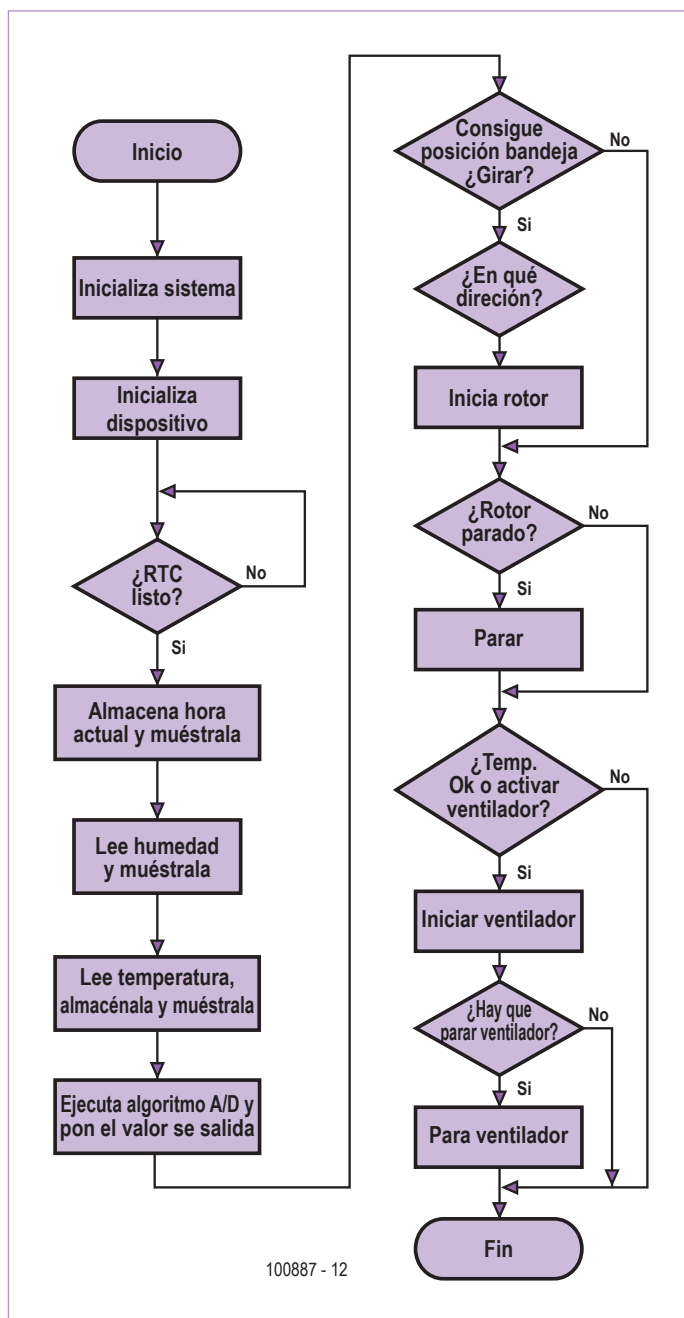 Inicio
Inicializa sistema
Inicializa
dispositivo
¿RTC
listo?
No
Si
Almacena hora
actual y muéstrala
Lee humedad
y muéstrala
Lee temperatura,
almacénala y muéstrala
Ejecuta algoritmo A/D y
pon el valor se salida
Consigue
posición bandeja
¿Girar?
No
Si
¿En qué
direción?
Inicia rotor
¿Rotor
parado?
No
Si
Parar
¿Temp.
Ok o activar
ventilador?
No
Si
Iniciar ventilador
¿Hay que
parar ventilador?
No
Si
Para ventilador
Fin
100887 - 12